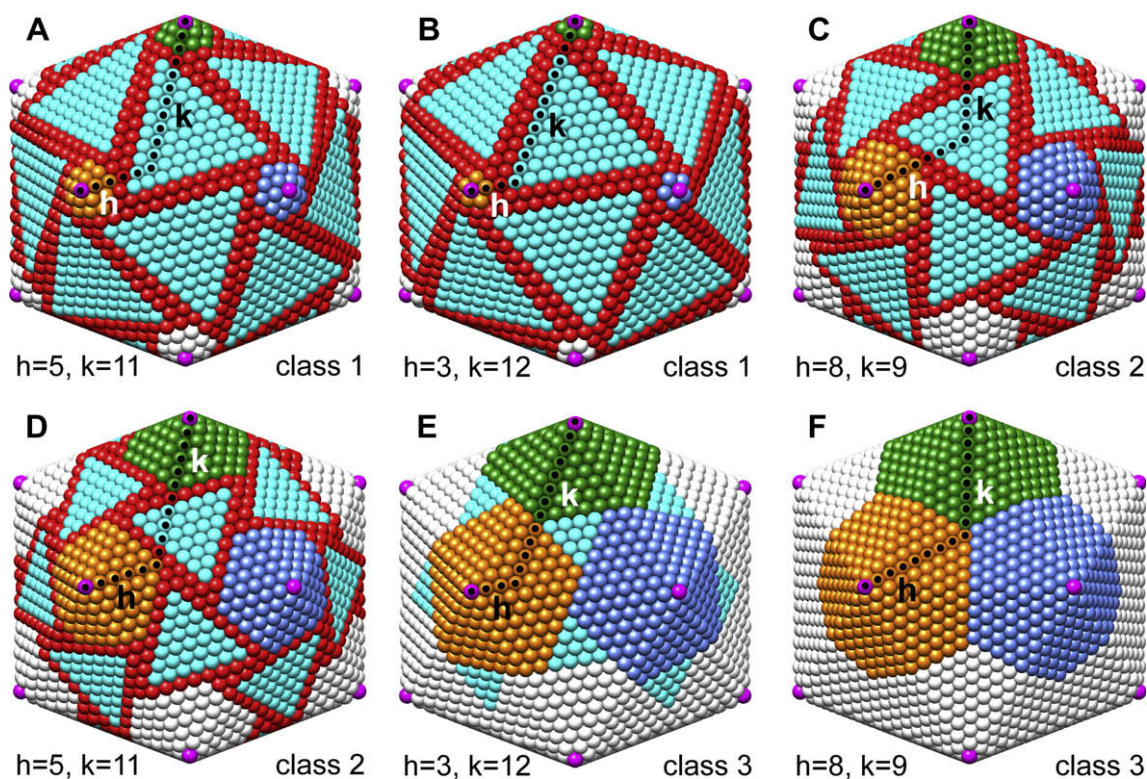 A B C
k k k
h h h
h=5, k=11 class 1 h=3, k=12 class 1 h=8, k=9 class 2
D E F
k k k
h h h
h=5, k=11 class 2 h=3, k=12 class 3 h=8, k=9 class 3